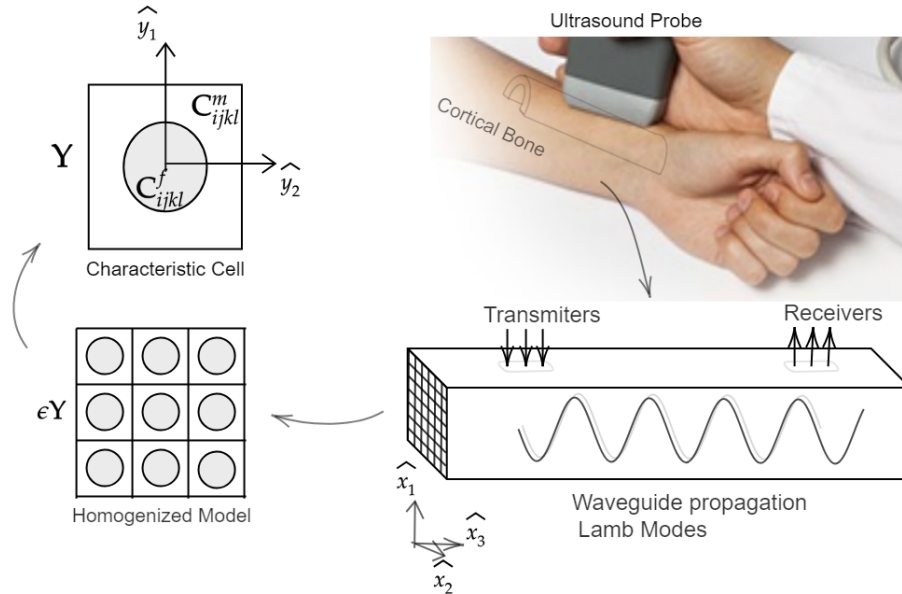 Ultrasound Probe
Cortical Bone
ŷ₁
C^m_ijkl
Y
C^f_ijkl
ŷ₂
Characteristic Cell
Transmiters
Receivers
ϵY
Homogenized Model
x̂₁
x̂₃
x̂₂
Waveguide propagation
Lamb Modes